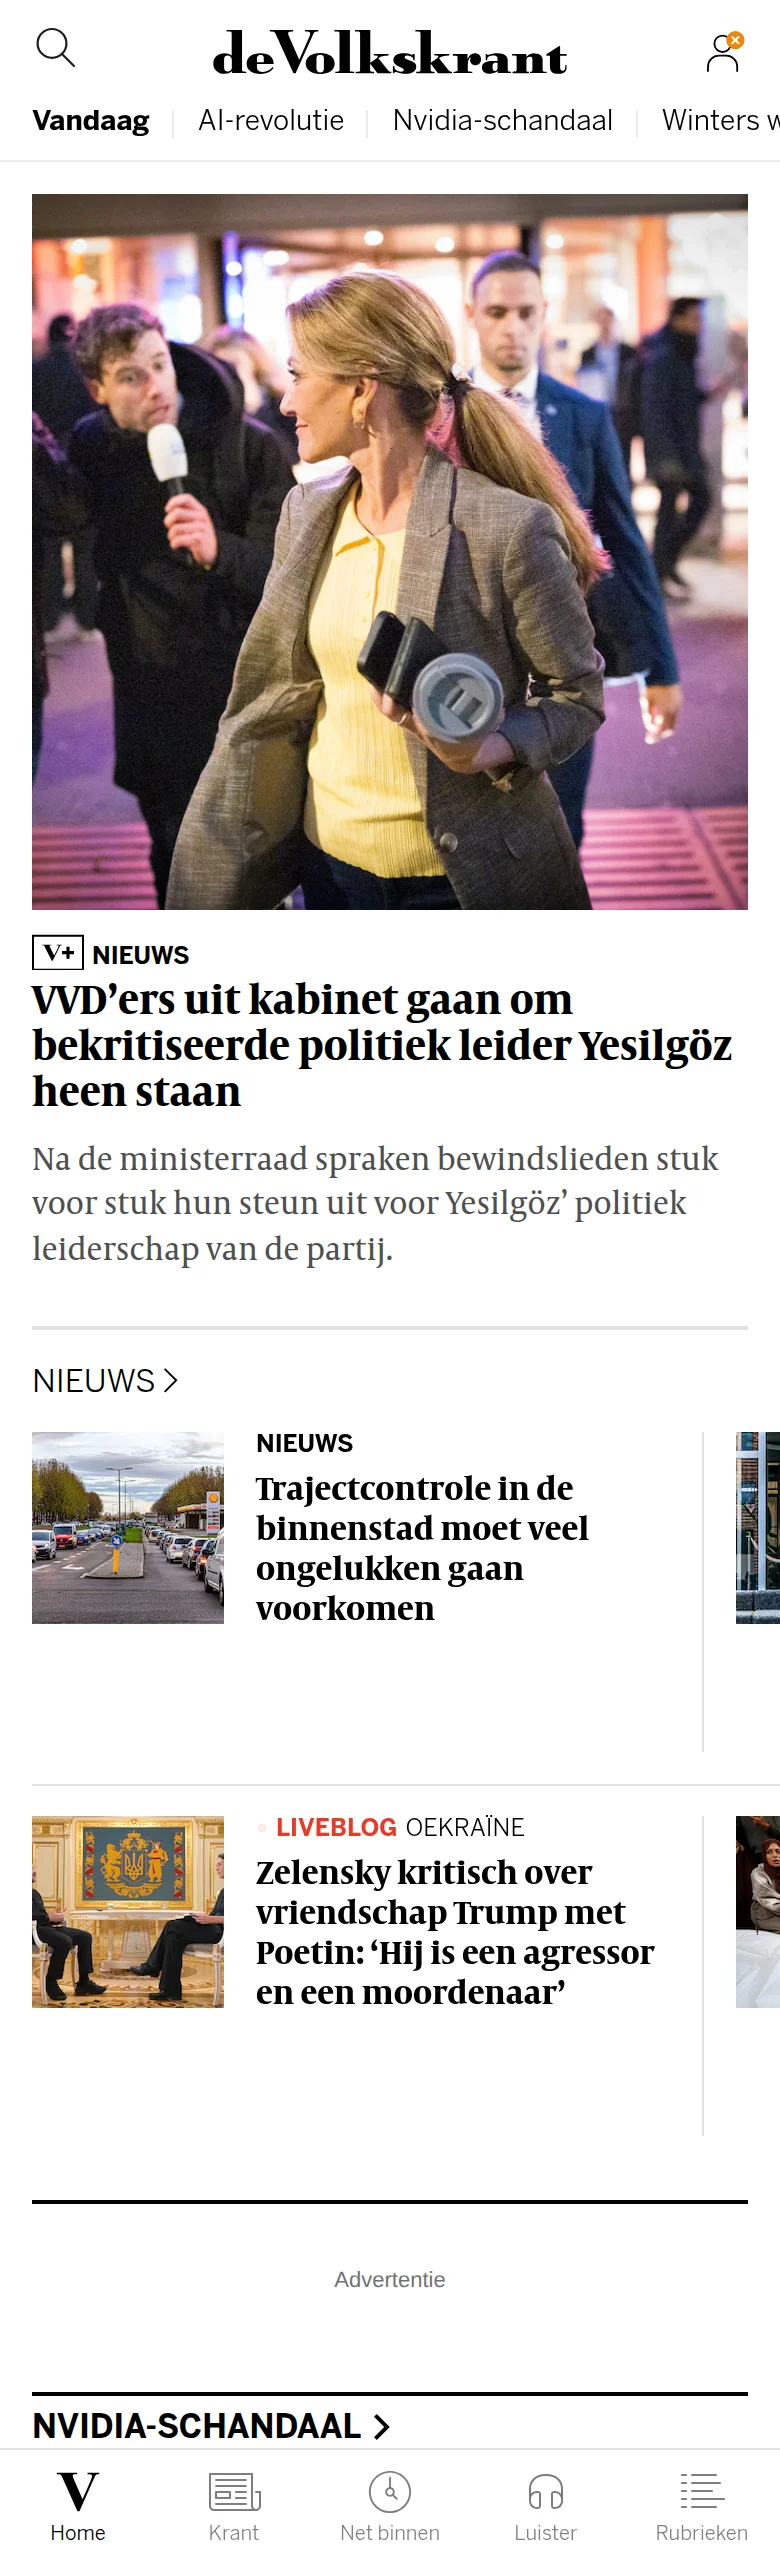 deVolkskrant
Vandaag
AI-revolutie
Nvidia-schandaal
Winters w
V+ NIEUWS
VVD’ers uit kabinet gaan om
bekritiseerde politiek leider Yesilgöz
heen staan
Na de ministerraad spraken bewindslieden stuk
voor stuk hun steun uit voor Yesilgöz’ politiek
leiderschap van de partij.
NIEUWS
NIEUWS
Trajectcontrole in de
binnenstad moet veel
ongelukken gaan
voorkomen
LIVEBLOG OEKRAÏNE
Zelensky kritisch over
vriendschap Trump met
Poetin: ‘Hij is een agressor
en een moordenaar’
Advertentie
NVIDIA-SCHANDAAL
V
Home
Krant
Net binnen
Luister
Rubrieken